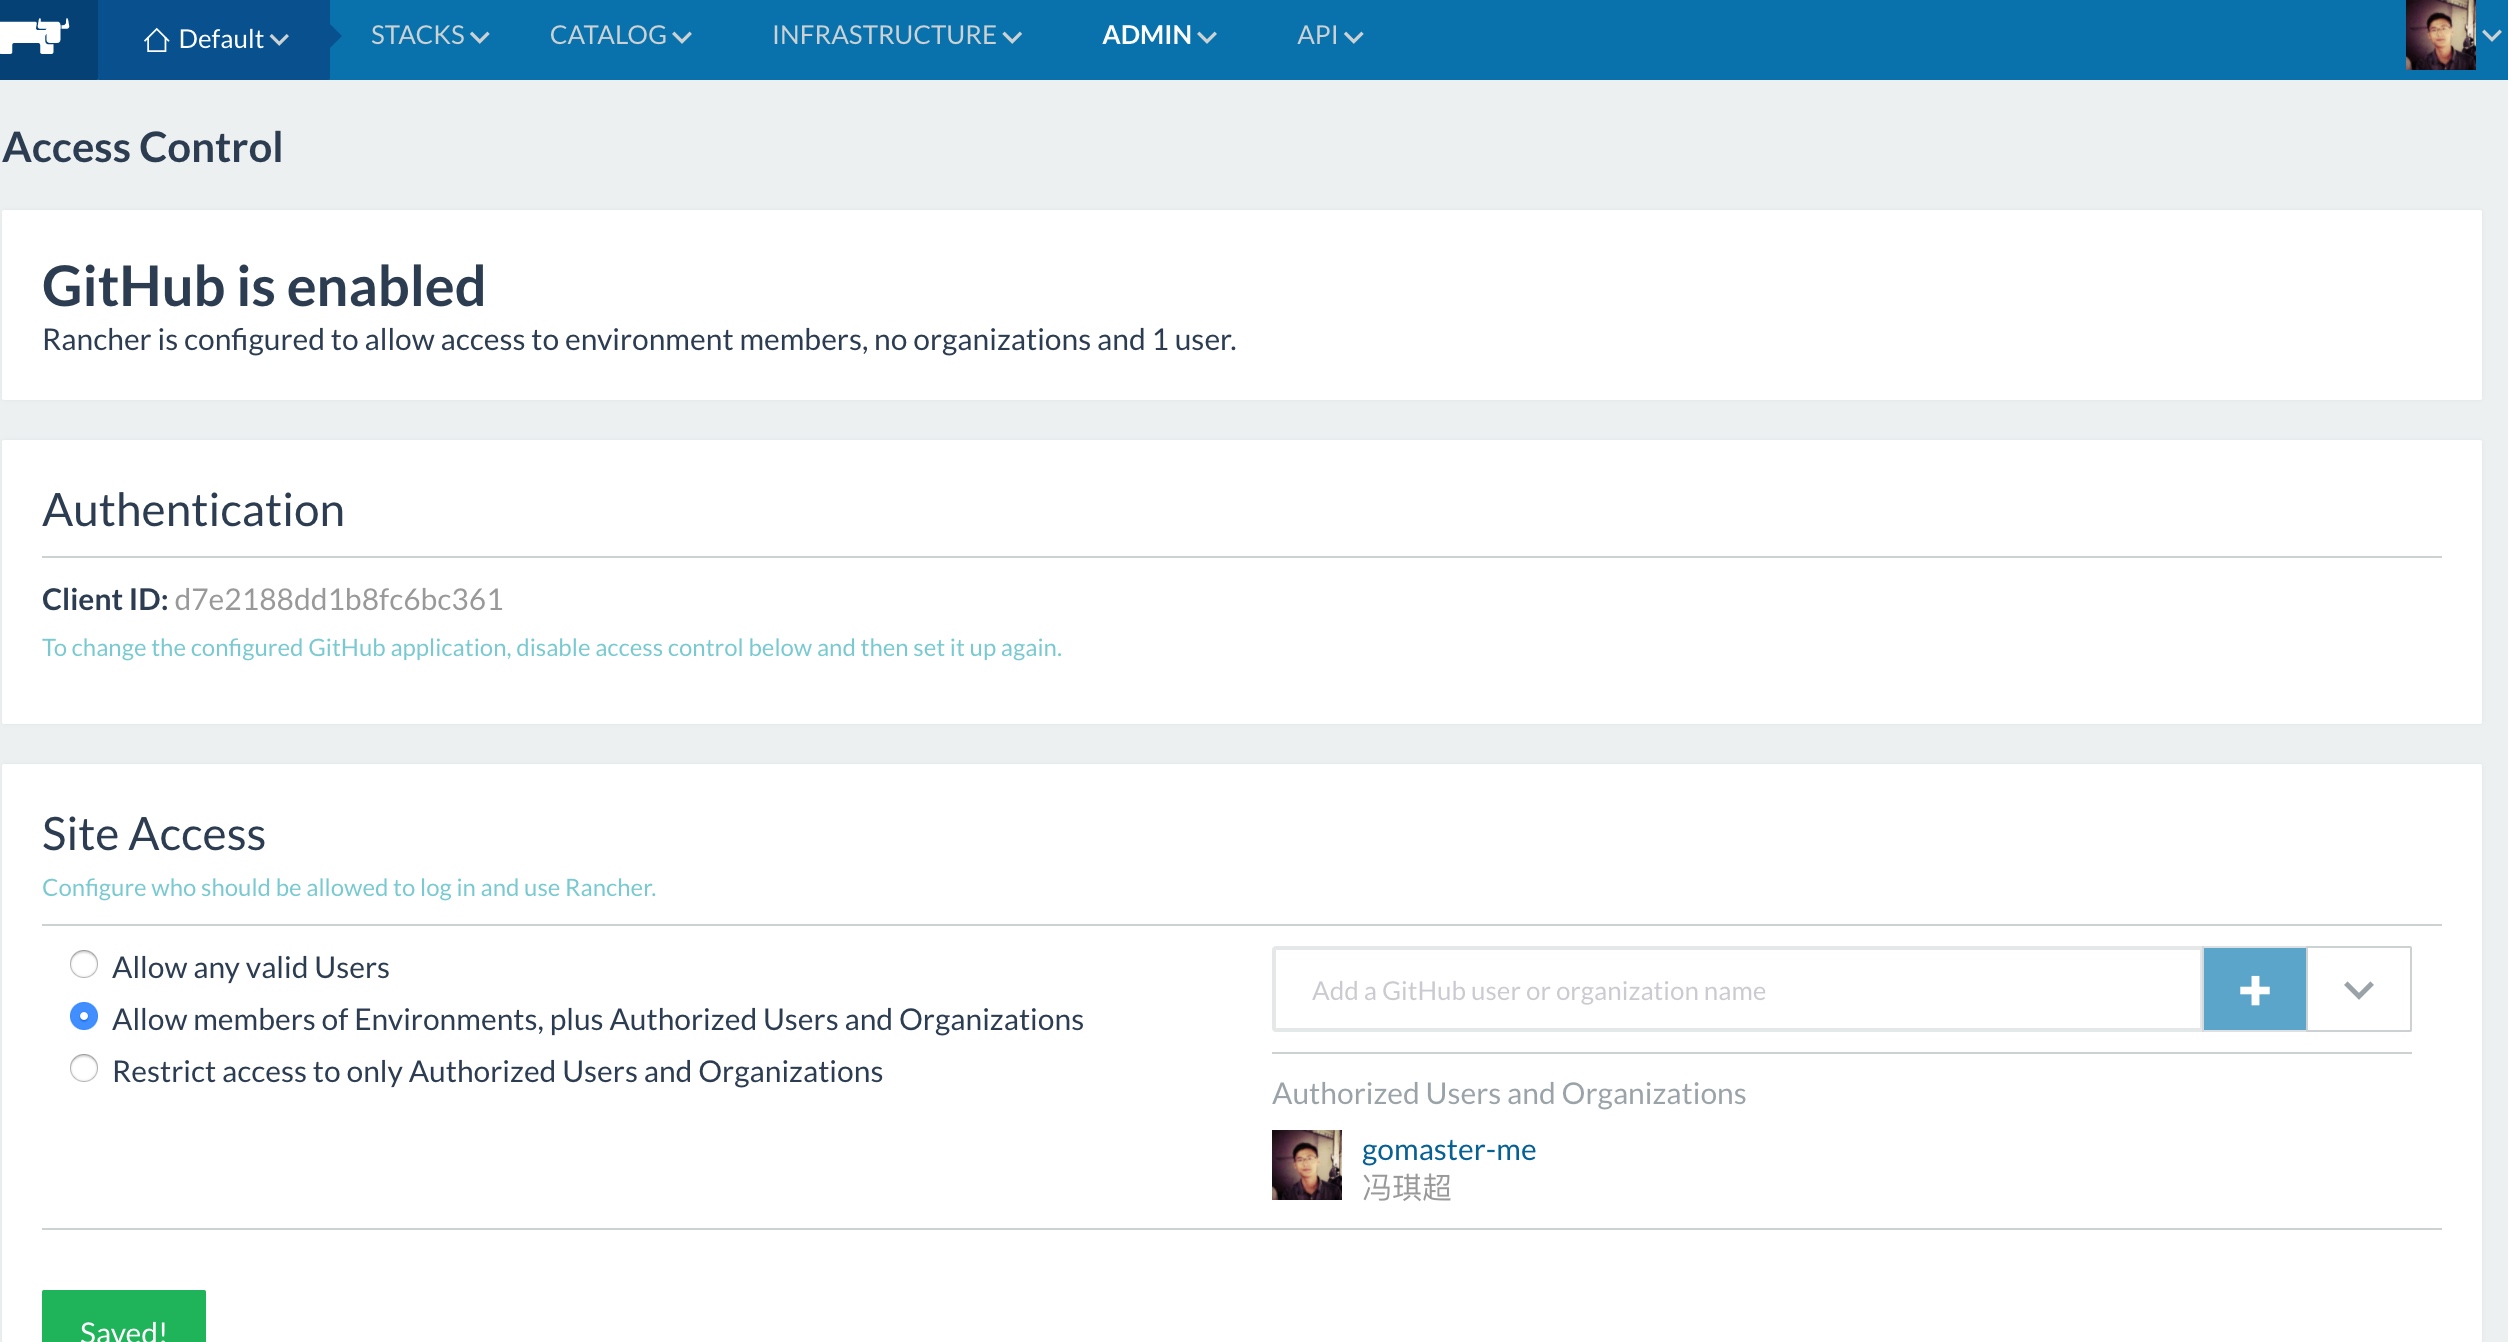 Default STACKS CATALOG INFRASTRUCTURE ADMIN API
Access Control
GitHub is enabled
Rancher is configured to allow access to environment members, no organizations and 1 user.
Authentication
Client ID: d7e2188dd1b8fc6bc361
To change the configured GitHub application, disable access control below and then set it up again.
Site Access
Configure who should be allowed to log in and use Rancher.
Allow any valid Users
Allow members of Environments, plus Authorized Users and Organizations
Restrict access to only Authorized Users and Organizations
Add a GitHub user or organization name
Authorized Users and Organizations
gomaster-me
冯琪超
Saved!